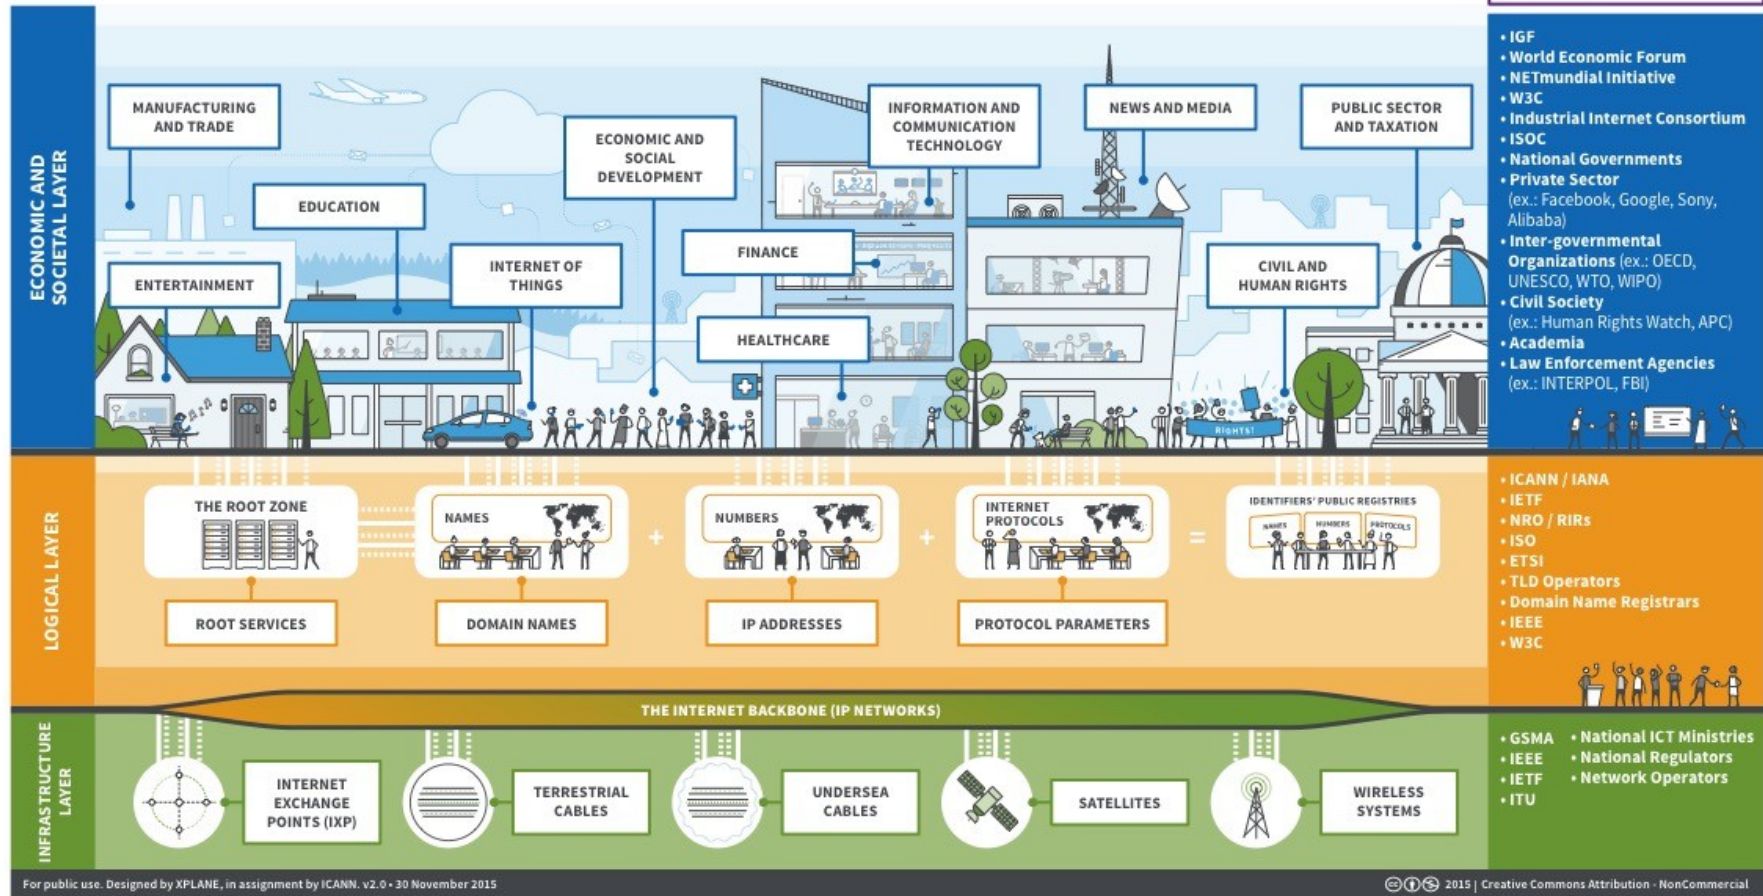 ECONOMIC AND
SOCIETAL LAYER
MANUFACTURING
AND TRADE
ENTERTAINMENT
EDUCATION
INTERNET OF
THINGS
ECONOMIC AND
SOCIAL
DEVELOPMENT
FINANCE
HEALTHCARE
INFORMATION AND
COMMUNICATION
TECHNOLOGY
NEWS AND MEDIA
CIVIL AND
HUMAN RIGHTS
PUBLIC SECTOR
AND TAXATION
RIGHTS!
• IGF
• World Economic Forum
• NETmundial Initiative
• W3C
• Industrial Internet Consortium
• ISOC
• National Governments
• Private Sector
(ex.: Facebook, Google, Sony,
Alibaba)
• Inter-governmental
Organizations (ex.: OECD,
UNESCO, WTO, WIPO)
• Civil Society
(ex.: Human Rights Watch, APC)
• Academia
• Law Enforcement Agencies
(ex.: INTERPOL, FBI)
LOGICAL LAYER
THE ROOT ZONE
ROOT SERVICES
NAMES
DOMAIN NAMES
+
NUMBERS
IP ADDRESSES
+
INTERNET
PROTOCOLS
PROTOCOL PARAMETERS
=
IDENTIFIERS' PUBLIC REGISTRIES
NAMES NUMBERS PROTOCOLS
• ICANN / IANA
• IETF
• NRO / RIRs
• ISO
• ETSI
• TLD Operators
• Domain Name Registrars
• IEEE
• W3C
THE INTERNET BACKBONE (IP NETWORKS)
INFRASTRUCTURE
LAYER
INTERNET
EXCHANGE
POINTS (IXP)
TERRESTRIAL
CABLES
UNDERSEA
CABLES
SATELLITES
WIRELESS
SYSTEMS
• GSMA
• IEEE
• IETF
• ITU
• National ICT Ministries
• National Regulators
• Network Operators
For public use. Designed by XPLANE, in assignment by ICANN. v2.0 • 30 November 2015
2015 | Creative Commons Attribution - NonCommercial